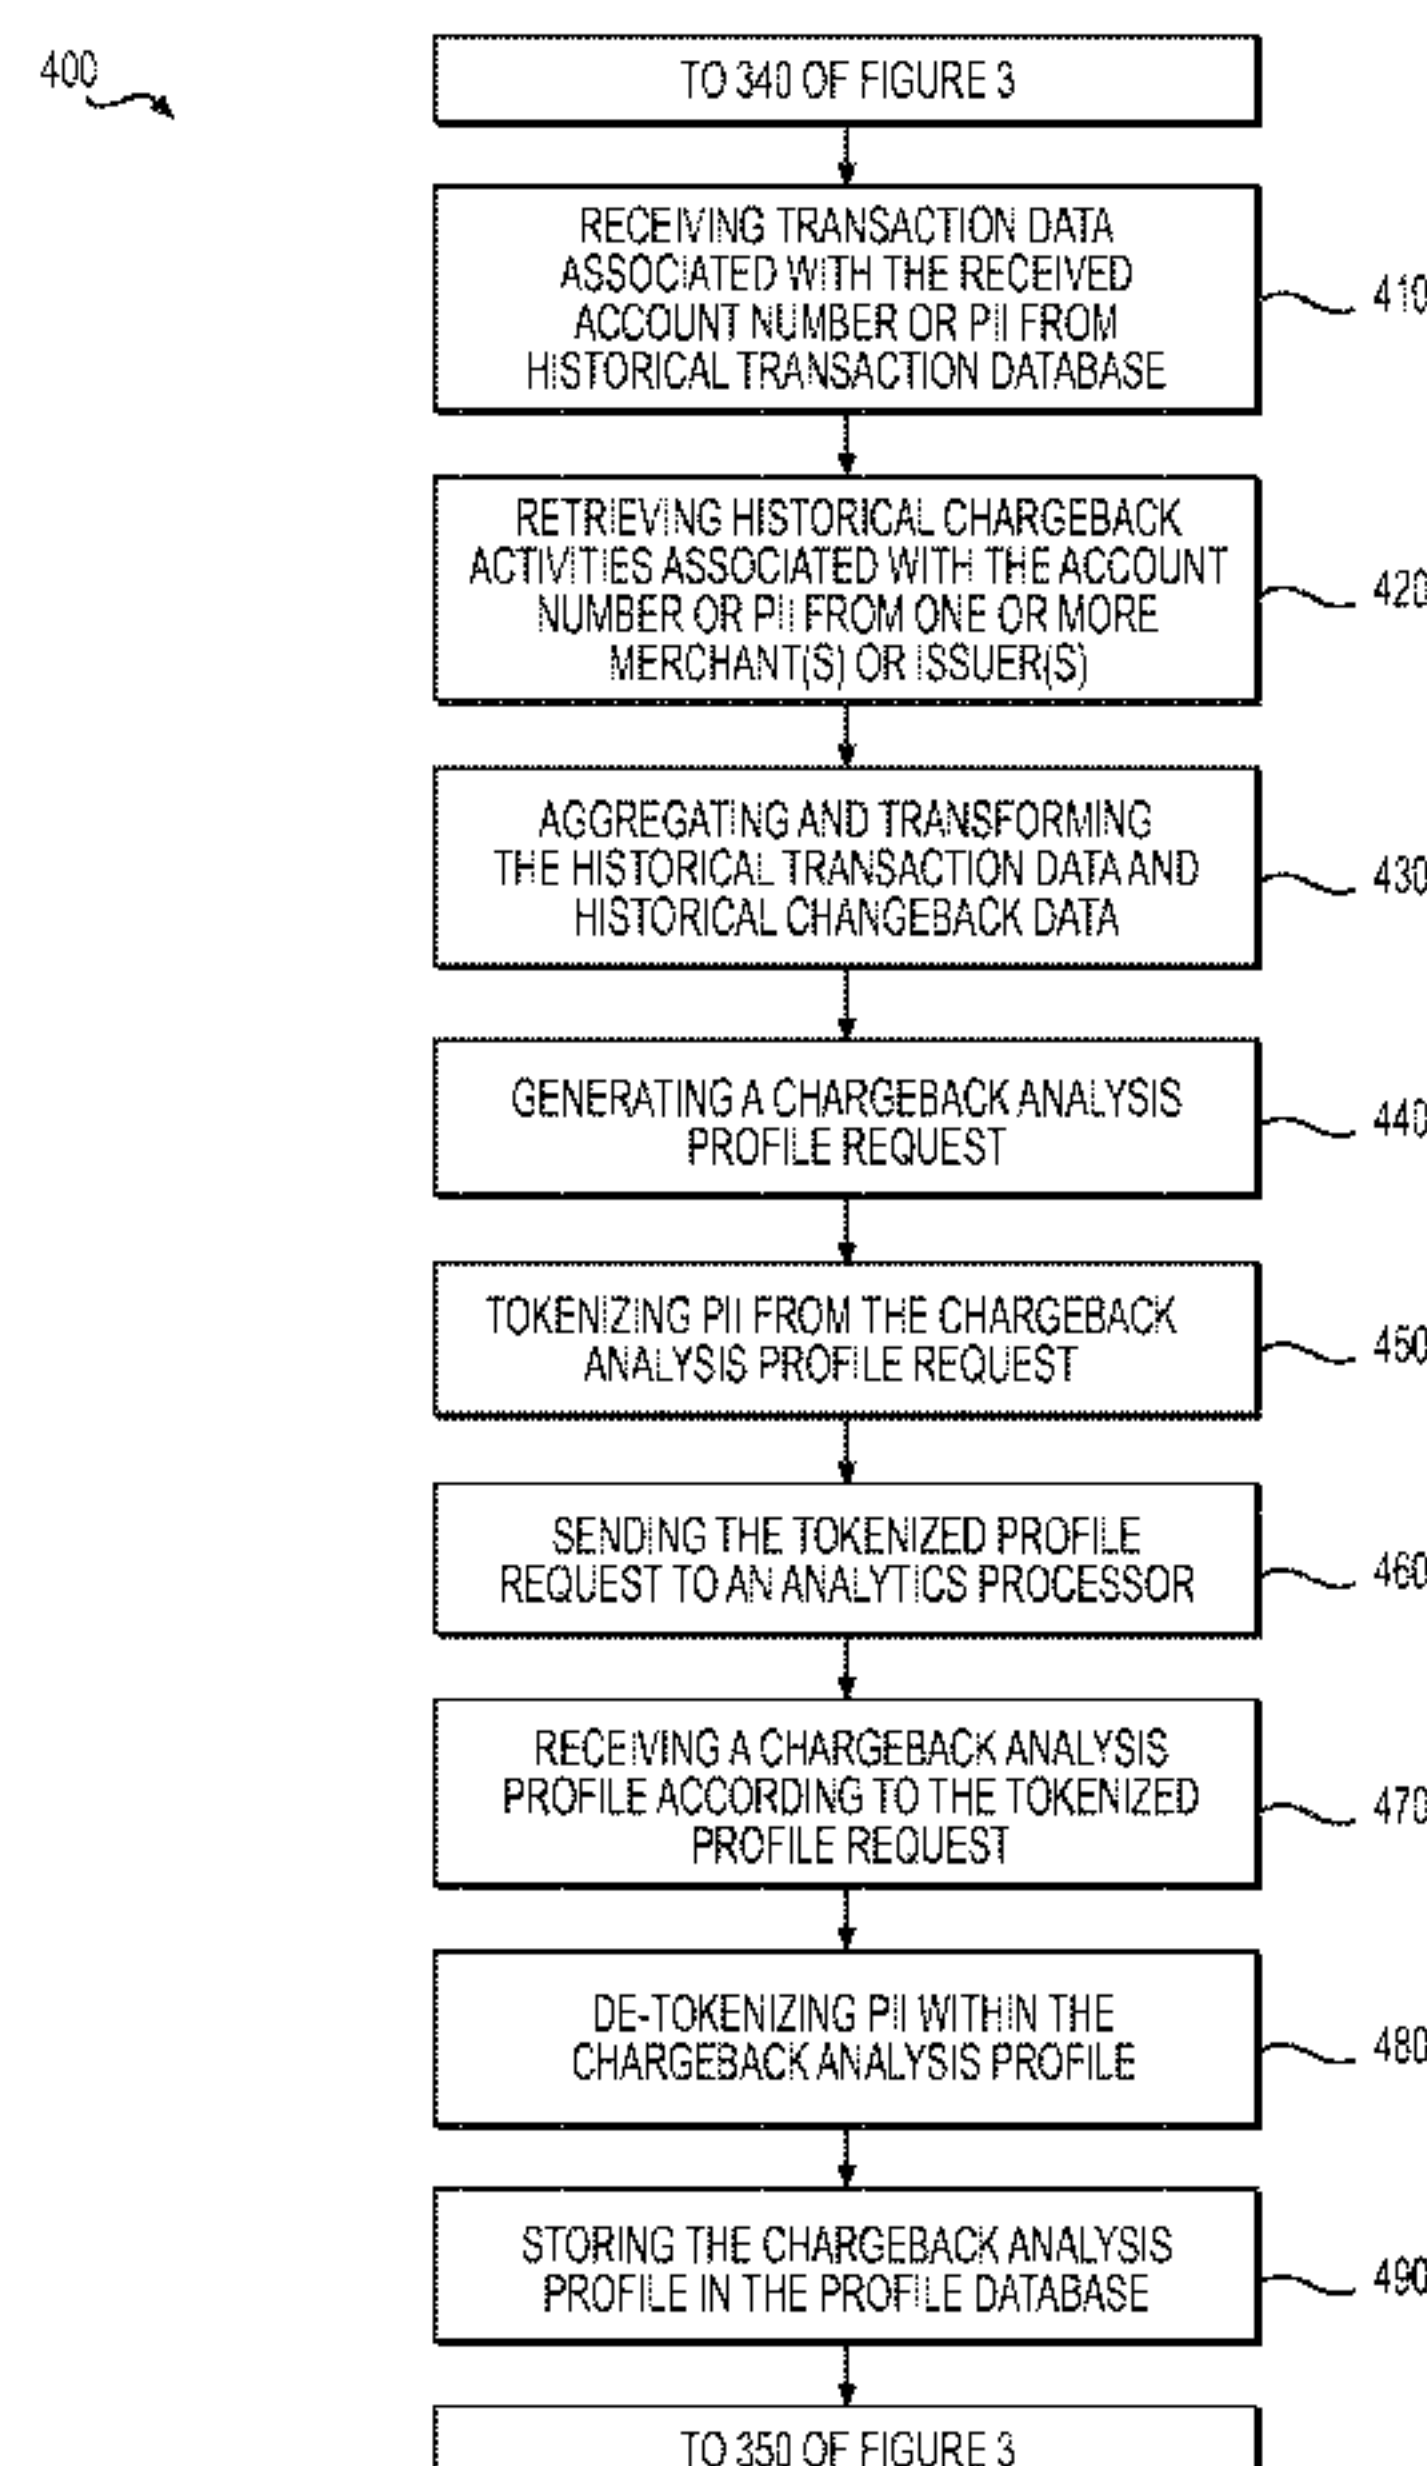 400
TO 340 OF FIGURE 3
RECEIVING TRANSACTION DATA
ASSOCIATED WITH THE RECEIVED
ACCOUNT NUMBER OR PII FROM
HISTORICAL TRANSACTION DATABASE
410
RETRIEVING HISTORICAL CHARGEBACK
ACTIVITIES ASSOCIATED WITH THE ACCOUNT
NUMBER OR PII FROM ONE OR MORE
MERCHANT(S) OR ISSUER(S)
420
AGGREGATING AND TRANSFORMING
THE HISTORICAL TRANSACTION DATA AND
HISTORICAL CHANGEBACK DATA
430
GENERATING A CHARGEBACK ANALYSIS
PROFILE REQUEST
440
TOKENIZING PII FROM THE CHARGEBACK
ANALYSIS PROFILE REQUEST
450
SENDING THE TOKENIZED PROFILE
REQUEST TO AN ANALYTICS PROCESSOR
460
RECEIVING A CHARGEBACK ANALYSIS
PROFILE ACCORDING TO THE TOKENIZED
PROFILE REQUEST
470
DE-TOKENIZING PII WITHIN THE
CHARGEBACK ANALYSIS PROFILE
480
STORING THE CHARGEBACK ANALYSIS
PROFILE IN THE PROFILE DATABASE
490
TO 350 OF FIGURE 3